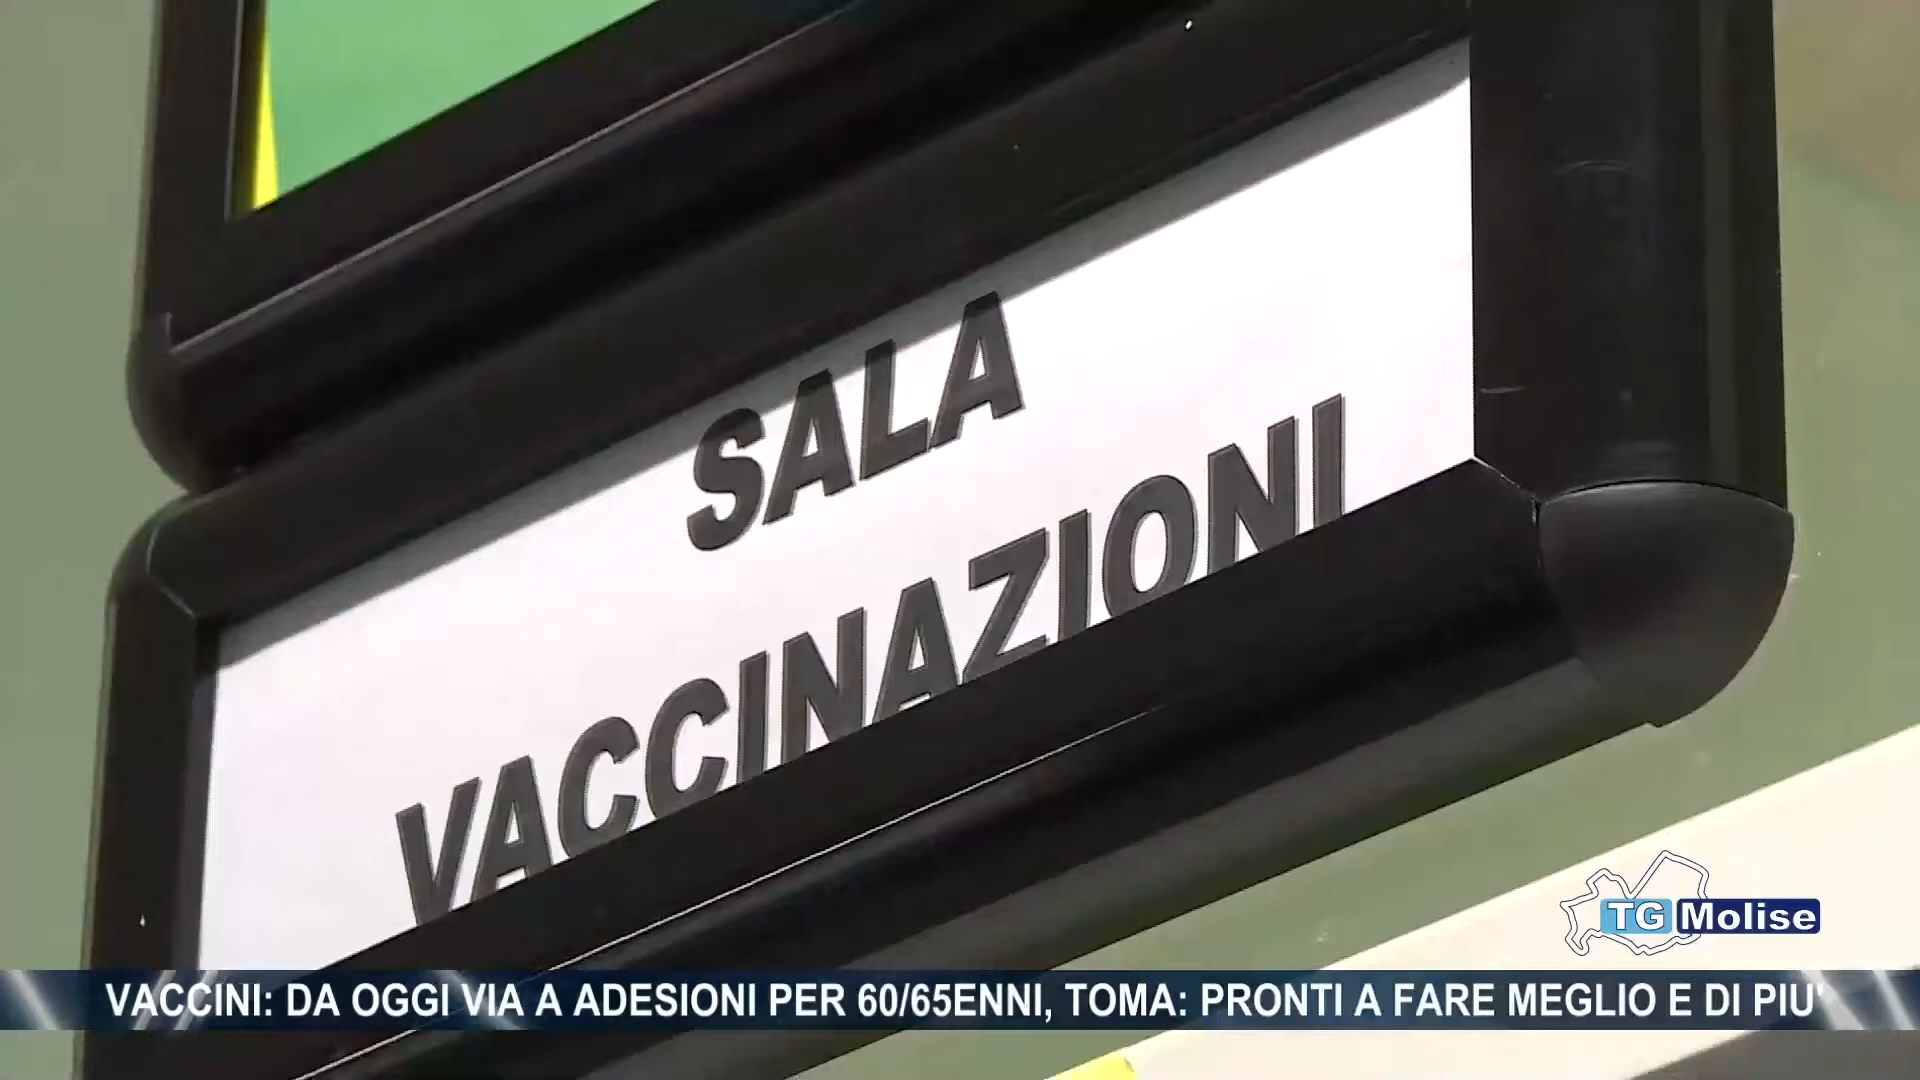 SALA
VACCINAZIONI
TG Molise
VACCINI: DA OGGI VIA A ADESIONI PER 60/65ENNI, TOMA: PRONTI A FARE MEGLIO E DI PIU'